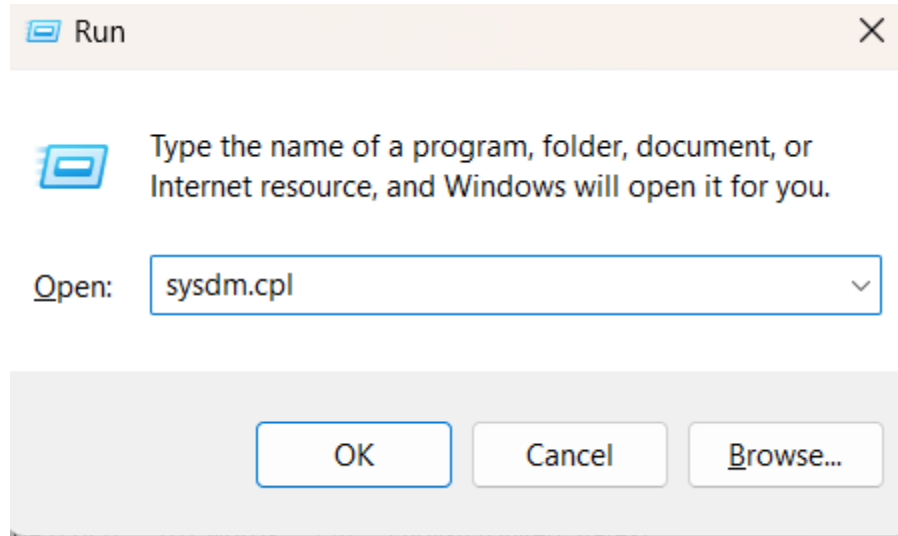 Run
Type the name of a program, folder, document, or
Internet resource, and Windows will open it for you.
Open: sysdm.cpl
OK Cancel Browse...